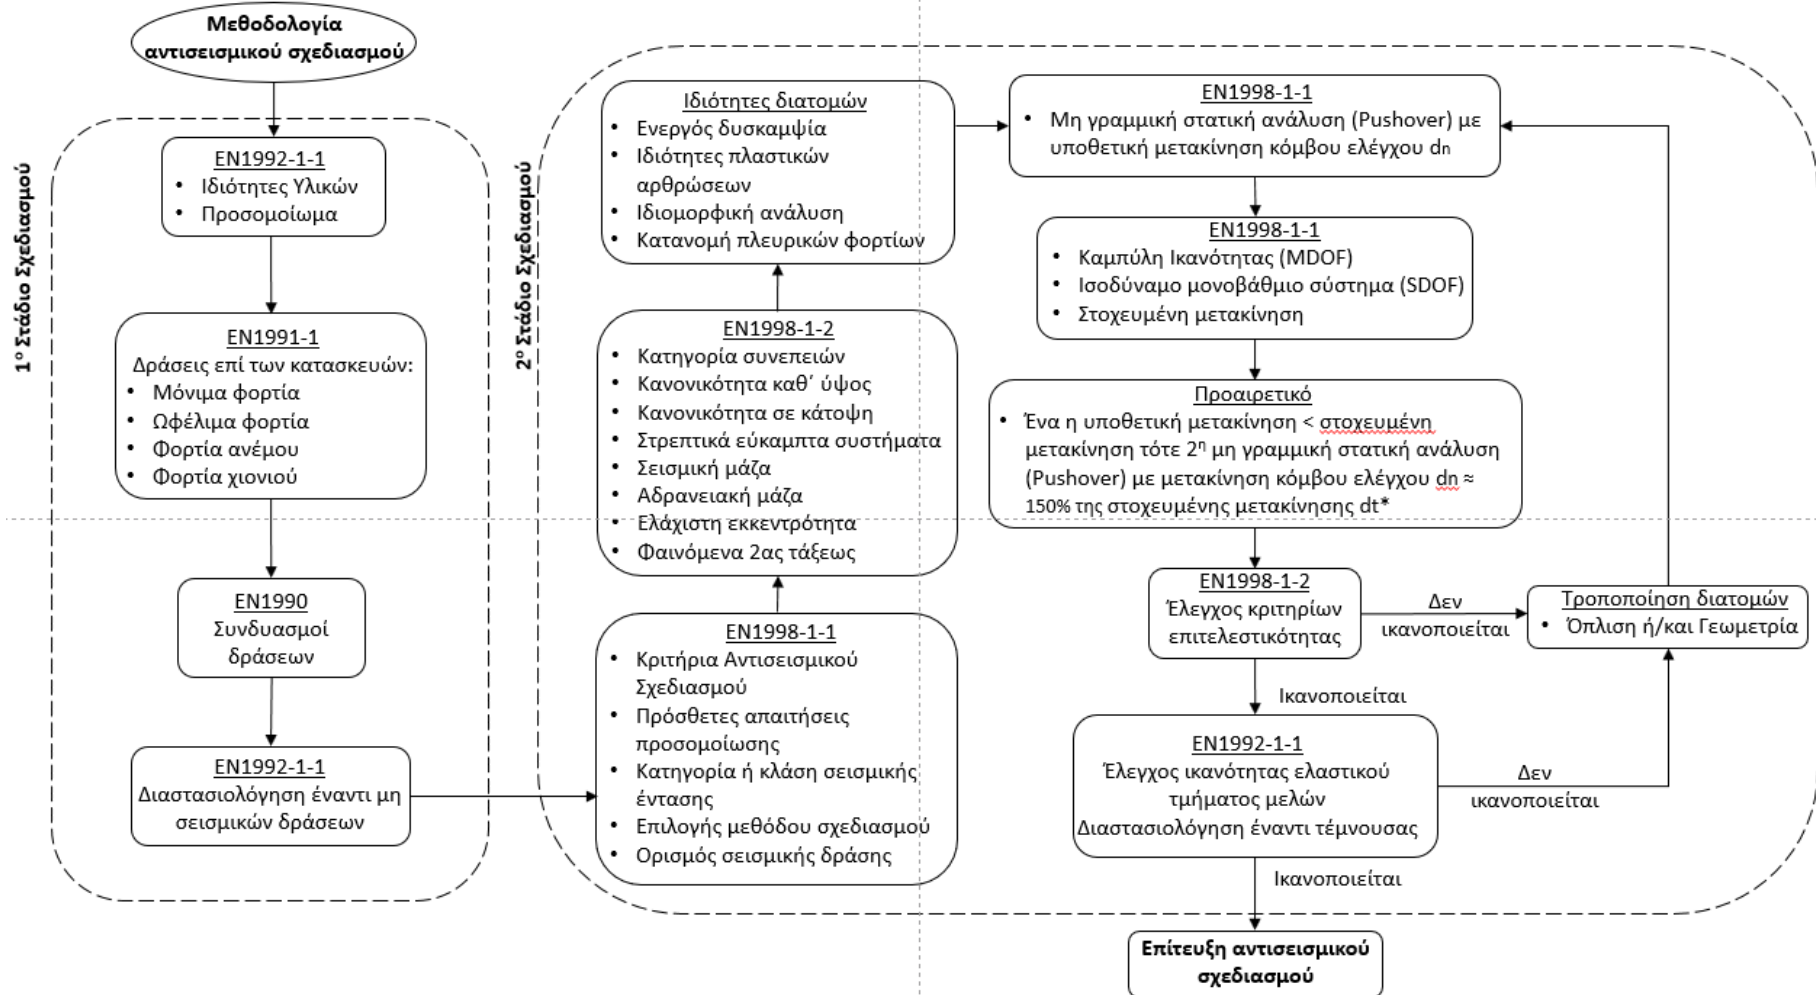 Μεθοδολογία
αντισεισμικού σχεδιασμού
1ο Στάδιο Σχεδιασμού
EN1992-1-1
• Ιδιότητες Υλικών
• Προσομοίωμα
EN1991-1
Δράσεις επί των κατασκευών:
• Μόνιμα φορτία
• Ωφέλιμα φορτία
• Φορτία ανέμου
• Φορτία χιονιού
EN1990
Συνδυασμοί
δράσεων
EN1992-1-1
Διαστασιολόγηση έναντι μη
σεισμικών δράσεων
2ο Στάδιο Σχεδιασμού
EN1998-1-1
• Κριτήρια Αντισεισμικού
Σχεδιασμού
• Πρόσθετες απαιτήσεις
προσομοίωσης
• Κατηγορία ή κλάση σεισμικής
έντασης
• Επιλογής μεθόδου σχεδιασμού
• Ορισμός σεισμικής δράσης
EN1998-1-2
• Κατηγορία συνεπειών
• Κανονικότητα καθ΄ ύψος
• Κανονικότητα σε κάτοψη
• Στρεπτικά εύκαμπτα συστήματα
• Σεισμική μάζα
• Αδρανειακή μάζα
• Ελάχιστη εκκεντρότητα
• Φαινόμενα 2ας τάξεως
Ιδιότητες διατομών
• Ενεργός δυσκαμψία
• Ιδιότητες πλαστικών
αρθρώσεων
• Ιδιομορφική ανάλυση
• Κατανομή πλευρικών φορτίων
EN1998-1-1
• Μη γραμμική στατική ανάλυση (Pushover) με
υποθετική μετακίνηση κόμβου ελέγχου dn
EN1998-1-1
• Καμπύλη Ικανότητας (MDOF)
• Ισοδύναμο μονοβάθμιο σύστημα (SDOF)
• Στοχευμένη μετακίνηση
Προαιρετικό
• Ένα η υποθετική μετακίνηση < στοχευμένη
μετακίνηση τότε 2η μη γραμμική στατική ανάλυση
(Pushover) με μετακίνηση κόμβου ελέγχου dn ≈
150% της στοχευμένης μετακίνησης dt*
EN1998-1-2
Έλεγχος κριτηρίων
επιτελεστικότητας
Δεν
ικανοποιείται
Τροποποίηση διατομών
• Όπλιση ή/και Γεωμετρία
Ικανοποιείται
EN1992-1-1
Έλεγχος ικανότητας ελαστικού
τμήματος μελών
Διαστασιολόγηση έναντι τέμνουσας
Δεν
ικανοποιείται
Ικανοποιείται
Επίτευξη αντισεισμικού
σχεδιασμού